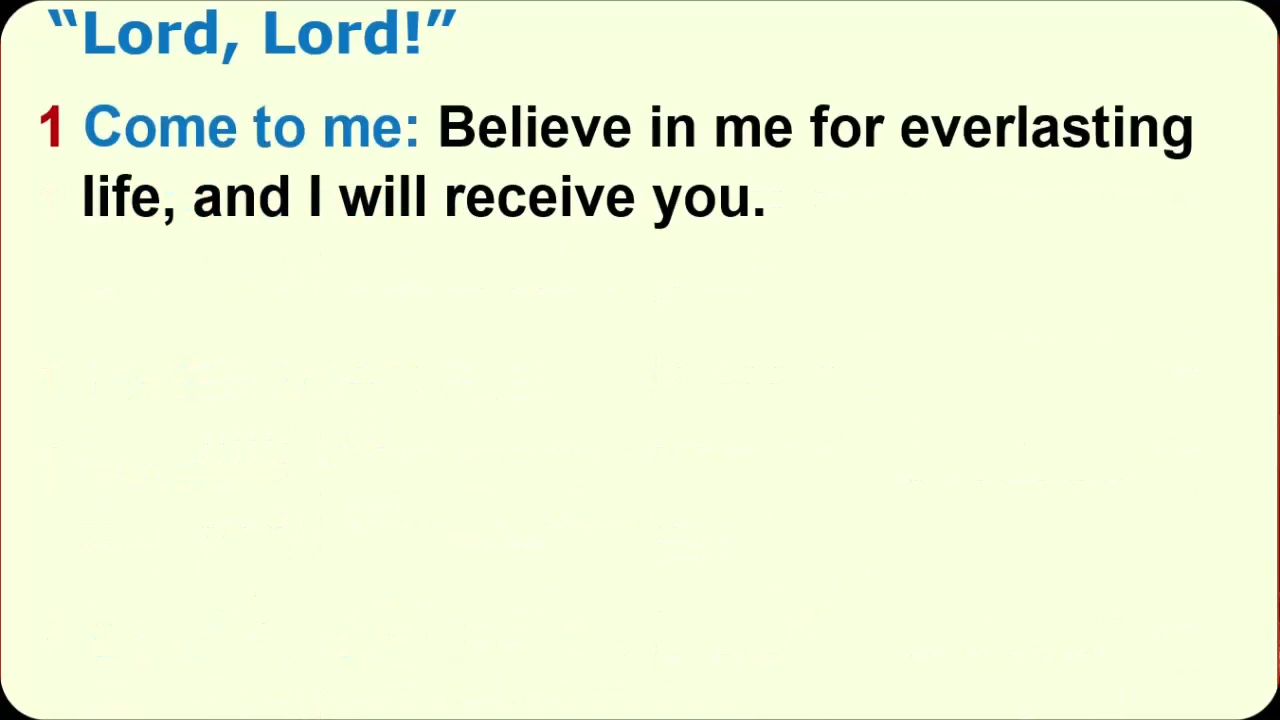 “Lord, Lord!”
1 Come to me: Believe in me for everlasting
life, and I will receive you.